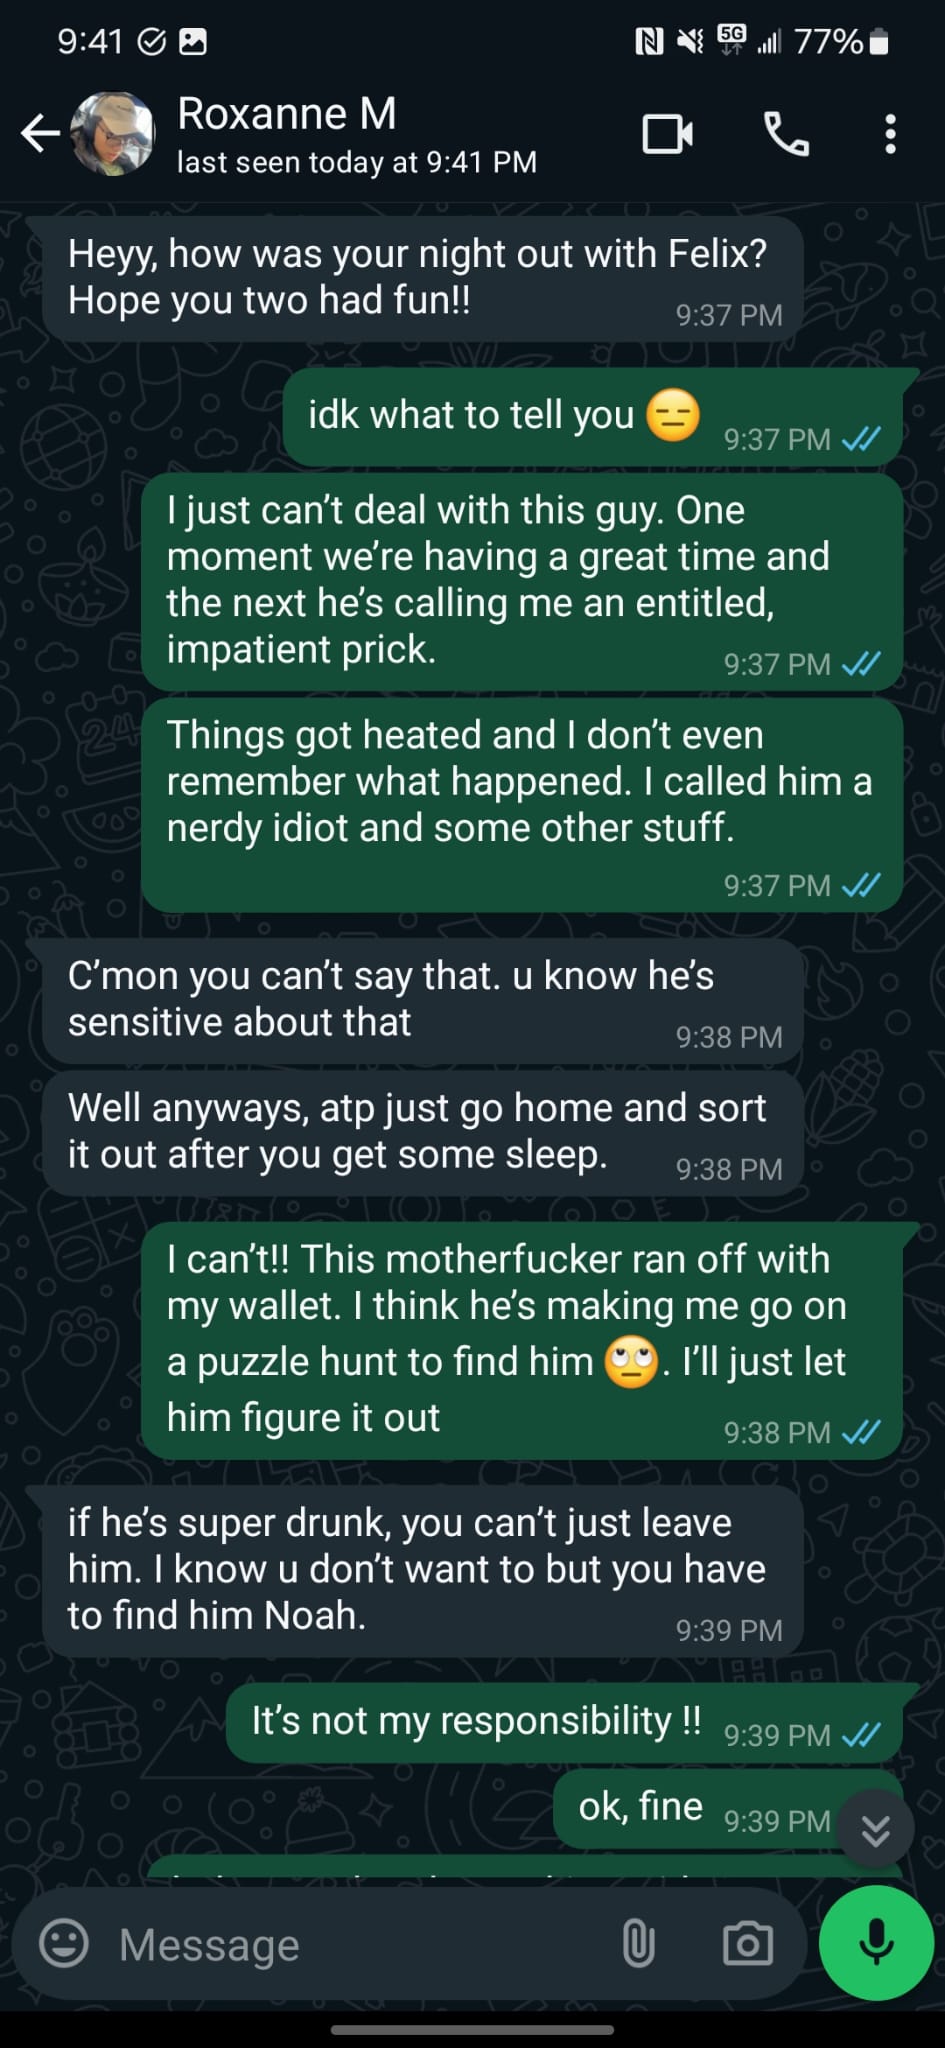 9:41
5G
77%
Roxanne M
last seen today at 9:41 PM
Heyy, how was your night out with Felix?
Hope you two had fun!!
9:37 PM
idk what to tell you 😑
9:37 PM
I just can't deal with this guy. One
moment we're having a great time and
the next he's calling me an entitled,
impatient prick.
9:37 PM
Things got heated and I don't even
remember what happened. I called him a
nerdy idiot and some other stuff.
9:37 PM
C'mon you can't say that. u know he's
sensitive about that
9:38 PM
Well anyways, atp just go home and sort
it out after you get some sleep.
9:38 PM
I can't!! This motherfucker ran off with
my wallet. I think he's making me go on
a puzzle hunt to find him 🙄. I'll just let
him figure it out
9:38 PM
if he's super drunk, you can't just leave
him. I know u don't want to but you have
to find him Noah.
9:39 PM
It's not my responsibility !!
9:39 PM
ok, fine
9:39 PM
Message